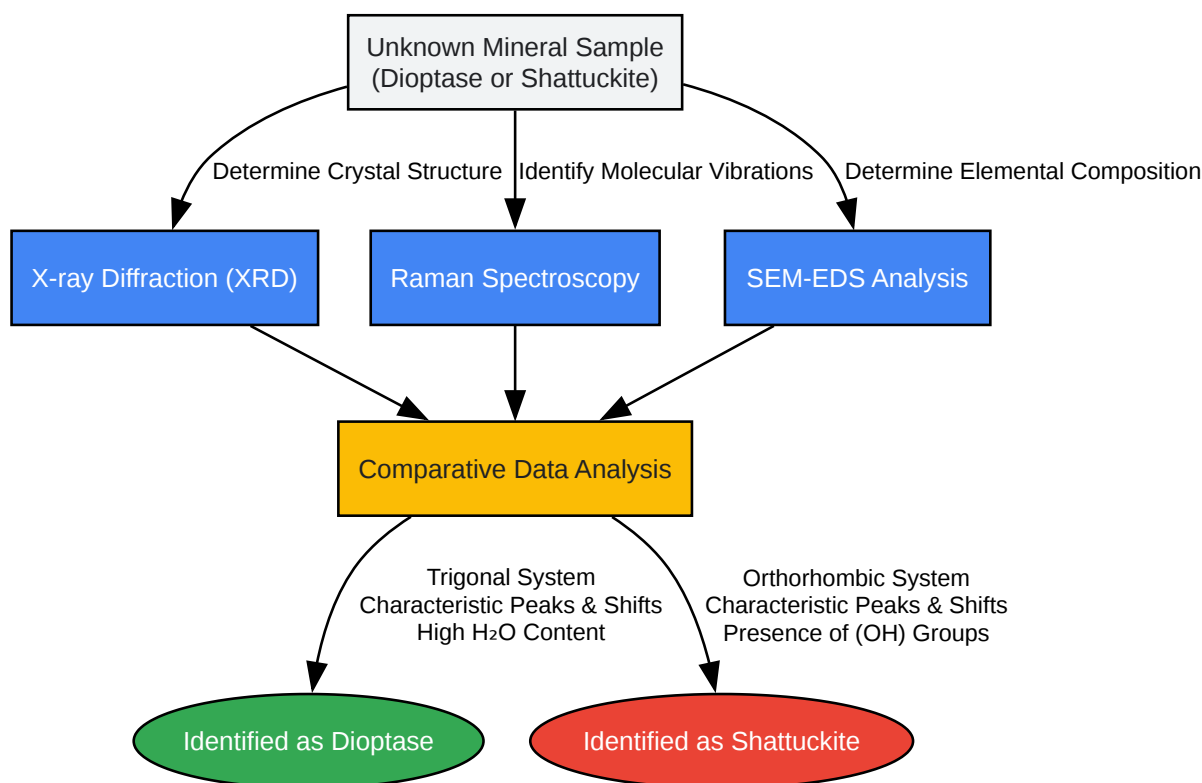 Unknown Mineral Sample
(Dioptase or Shattuckite)
Determine Crystal Structure
Identify Molecular Vibrations
Determine Elemental Composition
X-ray Diffraction (XRD)
Raman Spectroscopy
SEM-EDS Analysis
Comparative Data Analysis
Trigonal System
Characteristic Peaks & Shifts
High H₂O Content
Orthorhombic System
Characteristic Peaks & Shifts
Presence of (OH) Groups
Identified as Dioptase
Identified as Shattuckite